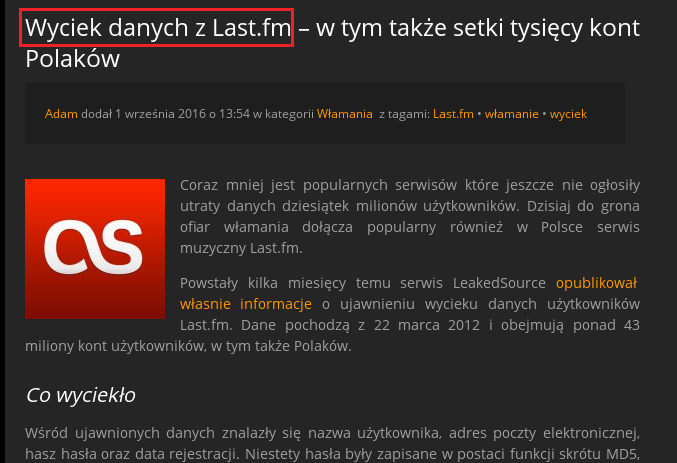 Wyciek danych z Last.fm – w tym także setki tysięcy kont
Polaków
Adam dodał 1 września 2016 o 13:54 w kategorii Włamania z tagami: Last.fm • włamanie • wyciek
as
Coraz mniej jest popularnych serwisów które jeszcze nie ogłosiły
utraty danych dziesiątek milionów użytkowników. Dzisiaj do grona
ofiar włamania dołącza popularny również w Polsce serwis
muzyczny Last.fm.
Powstały kilka miesięcy temu serwis LeakedSource opublikował
własnie informacje o ujawnieniu wycieku danych użytkowników
Last.fm. Dane pochodzą z 22 marca 2012 i obejmują ponad 43
miliony kont użytkowników, w tym także Polaków.
Co wyciekło
Wśród ujawnionych danych znalazły się nazwa użytkownika, adres poczty elektronicznej,
hasz hasła oraz data rejestracji. Niestety hasła były zapisane w postaci funkcji skrótu MD5,